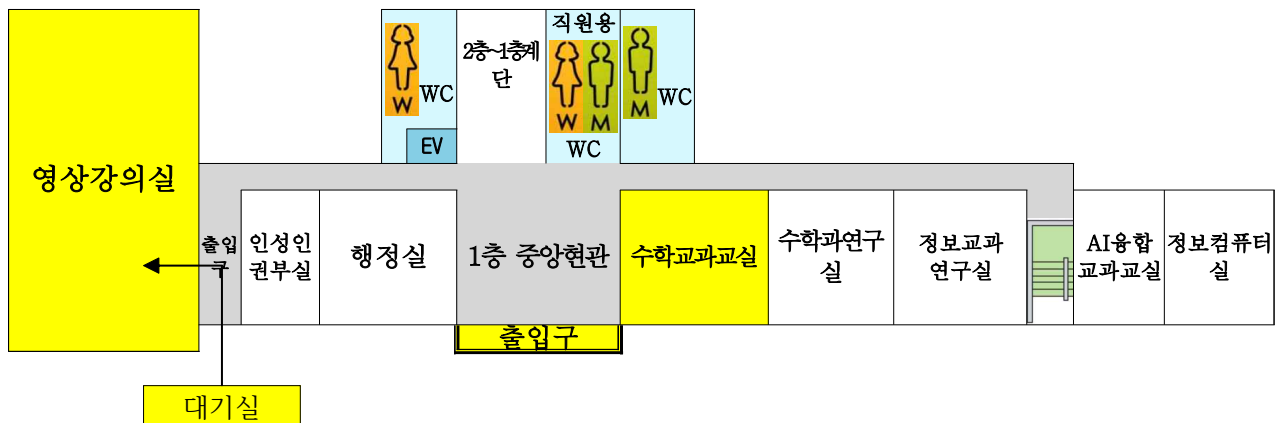 직원용
2층~1층계
단
W
WC
W
M
M
WC
EV
WC
영상강의실
출입
구
인성인
권부실
행정실
1층 중앙현관
수학교과교실
수학과연구
실
정보교과
연구실
AI융합
교과교실
정보컴퓨터
실
출입구
대기실